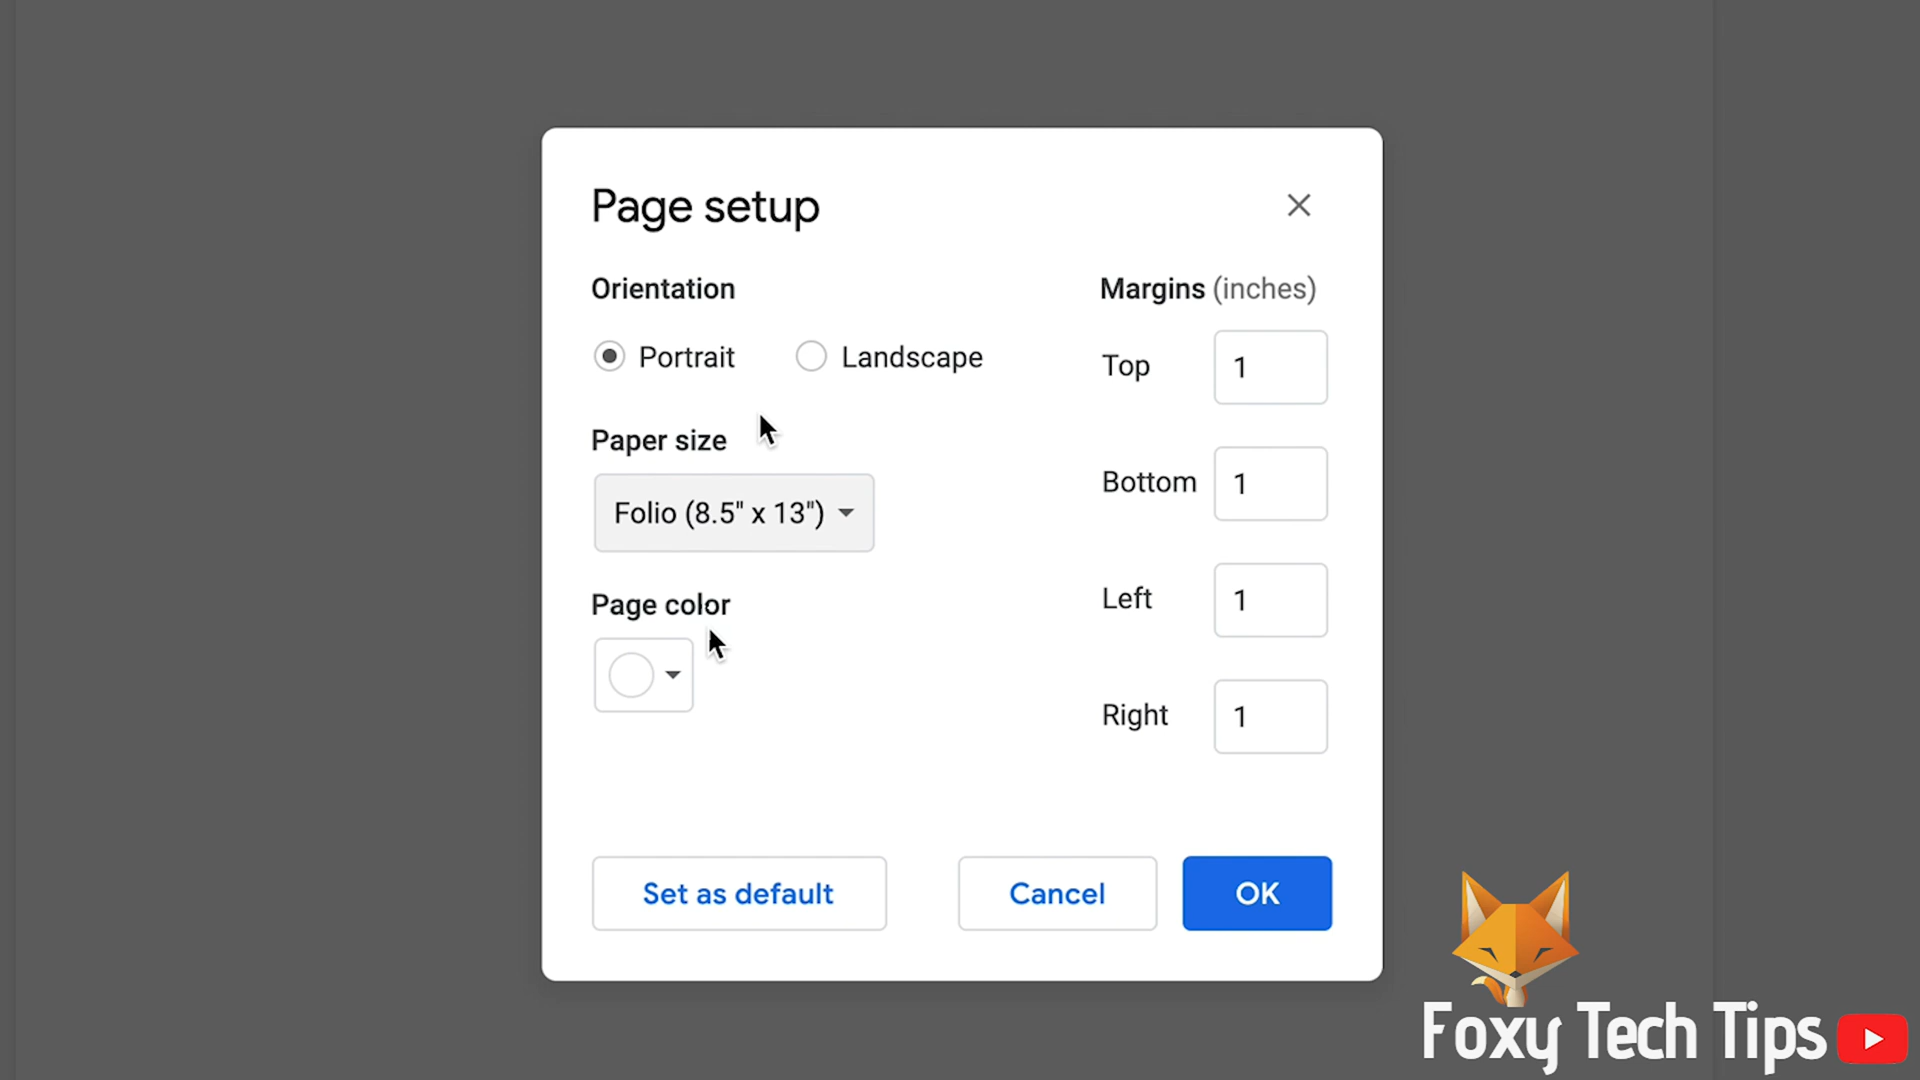 Page setup
Orientation
Portrait
Landscape
Paper size
Folio (8.5" x 13")
Page color
Margins (inches)
Top
1
Bottom
1
Left
1
Right
1
Set as default
Cancel
OK
Foxy Tech Tips